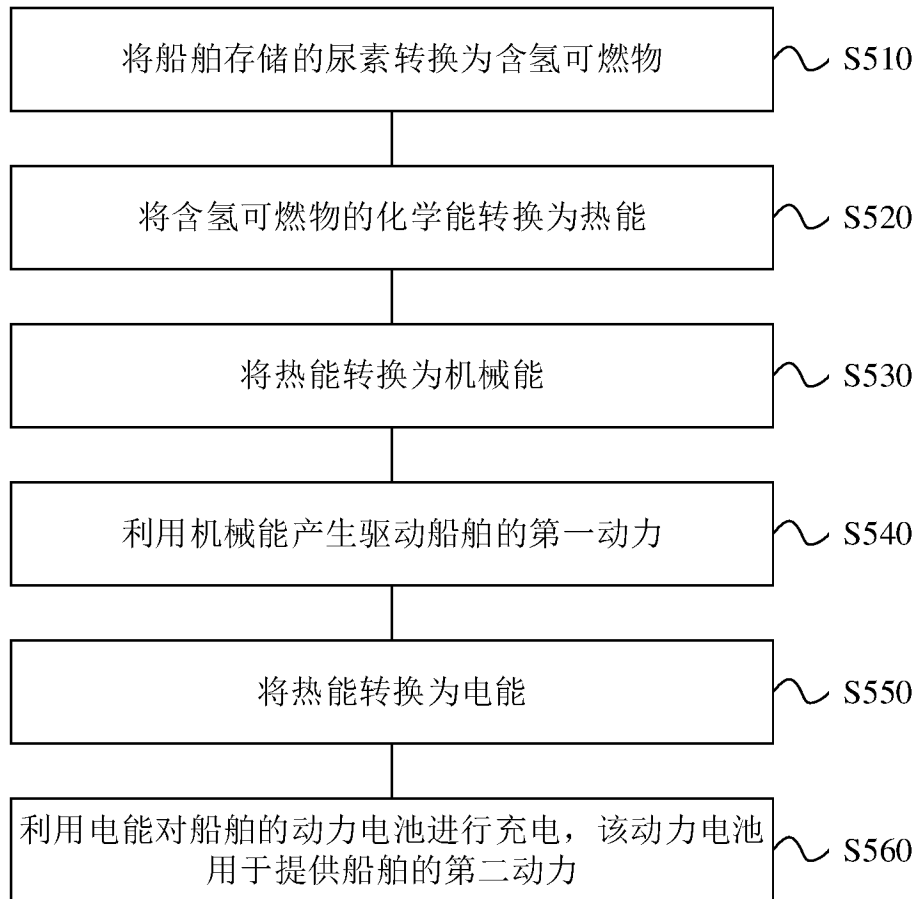 将船舶存储的尿素转换为含氢可燃物
S510
将含氢可燃物的化学能转换为热能
S520
将热能转换为机械能
S530
利用机械能产生驱动船舶的第一动力
S540
将热能转换为电能
S550
利用电能对船舶的动力电池进行充电，该动力电池
用于提供船舶的第二动力
S560